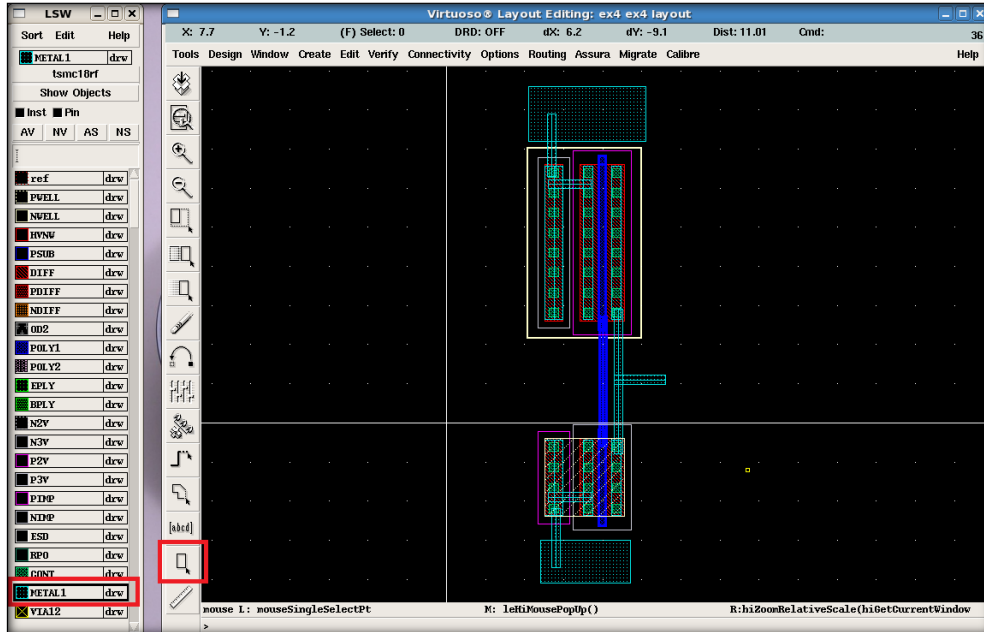 LSW
Sort Edit Help
METAL1 drw
tsmc18rf
Show Objects
Inst Pin
AV NV AS NS
ref drw
PWELL drw
NWELL drw
HVNW drw
PSUB drw
DIFF drw
PDIFF drw
NDIFF drw
OD2 drw
POLY1 drw
POLY2 drw
EPLY drw
BPLY drw
N2V drw
N3V drw
P2V drw
P3V drw
PIMP drw
NIMP drw
ESD drw
RPO drw
CONT drw
METAL1 drw
VIA12 drw
Virtuoso® Layout Editing: ex4 ex4 layout
X: 7.7 Y: -1.2 (F) Select: 0 DRD: OFF dX: 6.2 dY: -9.1 Dist: 11.01 Cmd: 36
Tools Design Window Create Edit Verify Connectivity Options Routing Assura Migrate Calibre Help
[abcd]
mouse L: mouseSingleSelectPt M: leHiMousePopUp() R:hiZoomRelativeScale(hiGetCurrentWindow
>